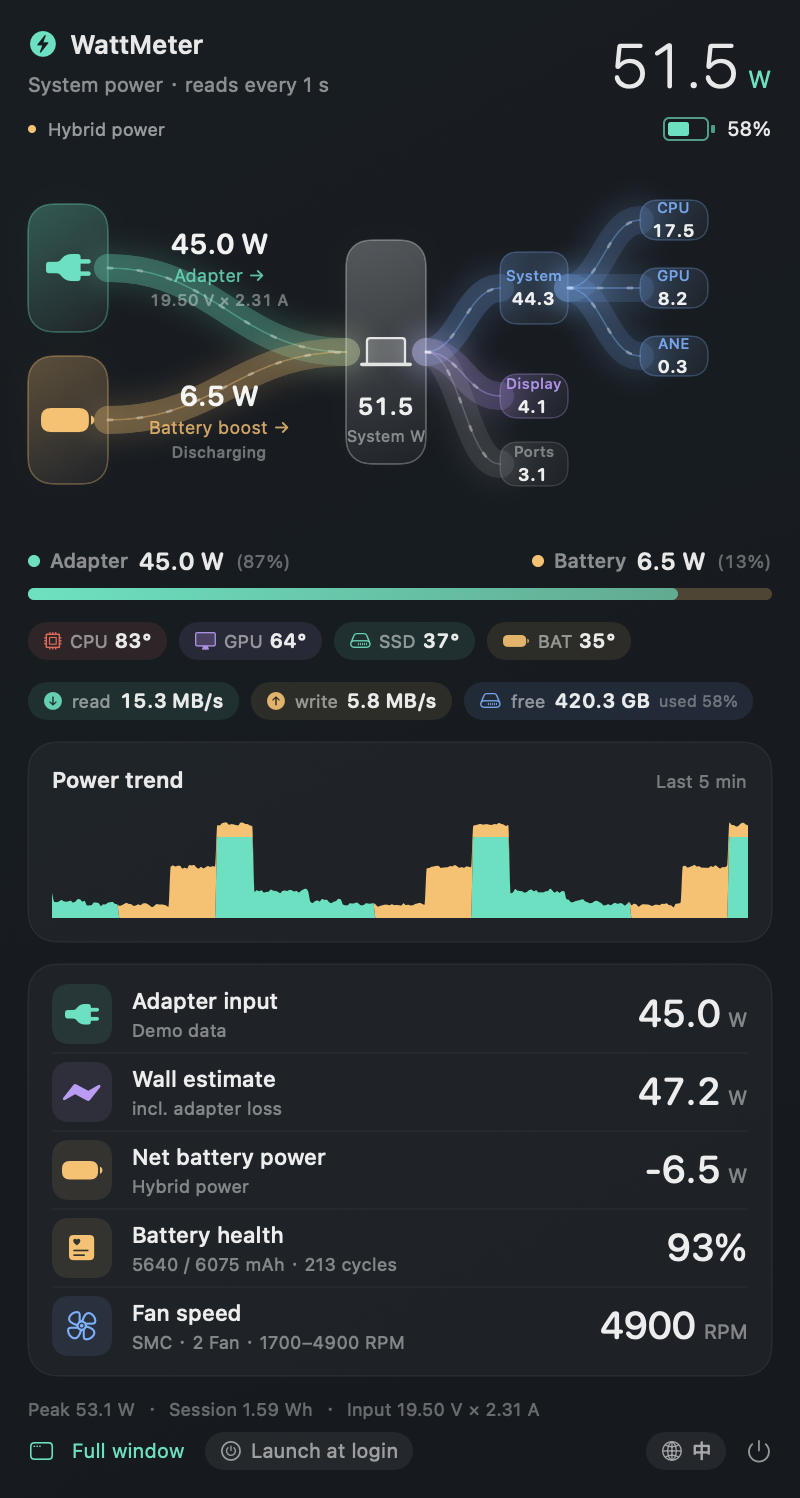 WattMeter
51.5 W
System power · reads every 1 s
Hybrid power
58%
45.0 W
Adapter →
19.50 V × 2.31 A
6.5 W
Battery boost →
Discharging
51.5
System W
System
44.3
Display
4.1
Ports
3.1
CPU
17.5
GPU
8.2
ANE
0.3
Adapter 45.0 W (87%)
Battery 6.5 W (13%)
CPU 83° GPU 64° SSD 37° BAT 35°
read 15.3 MB/s write 5.8 MB/s free 420.3 GB used 58%
Power trend
Last 5 min
Adapter input
Demo data
45.0 W
Wall estimate
incl. adapter loss
47.2 W
Net battery power
Hybrid power
-6.5 W
Battery health
5640 / 6075 mAh · 213 cycles
93%
Fan speed
SMC · 2 Fan · 1700–4900 RPM
4900 RPM
Peak 53.1 W · Session 1.59 Wh · Input 19.50 V × 2.31 A
Full window
Launch at login
中